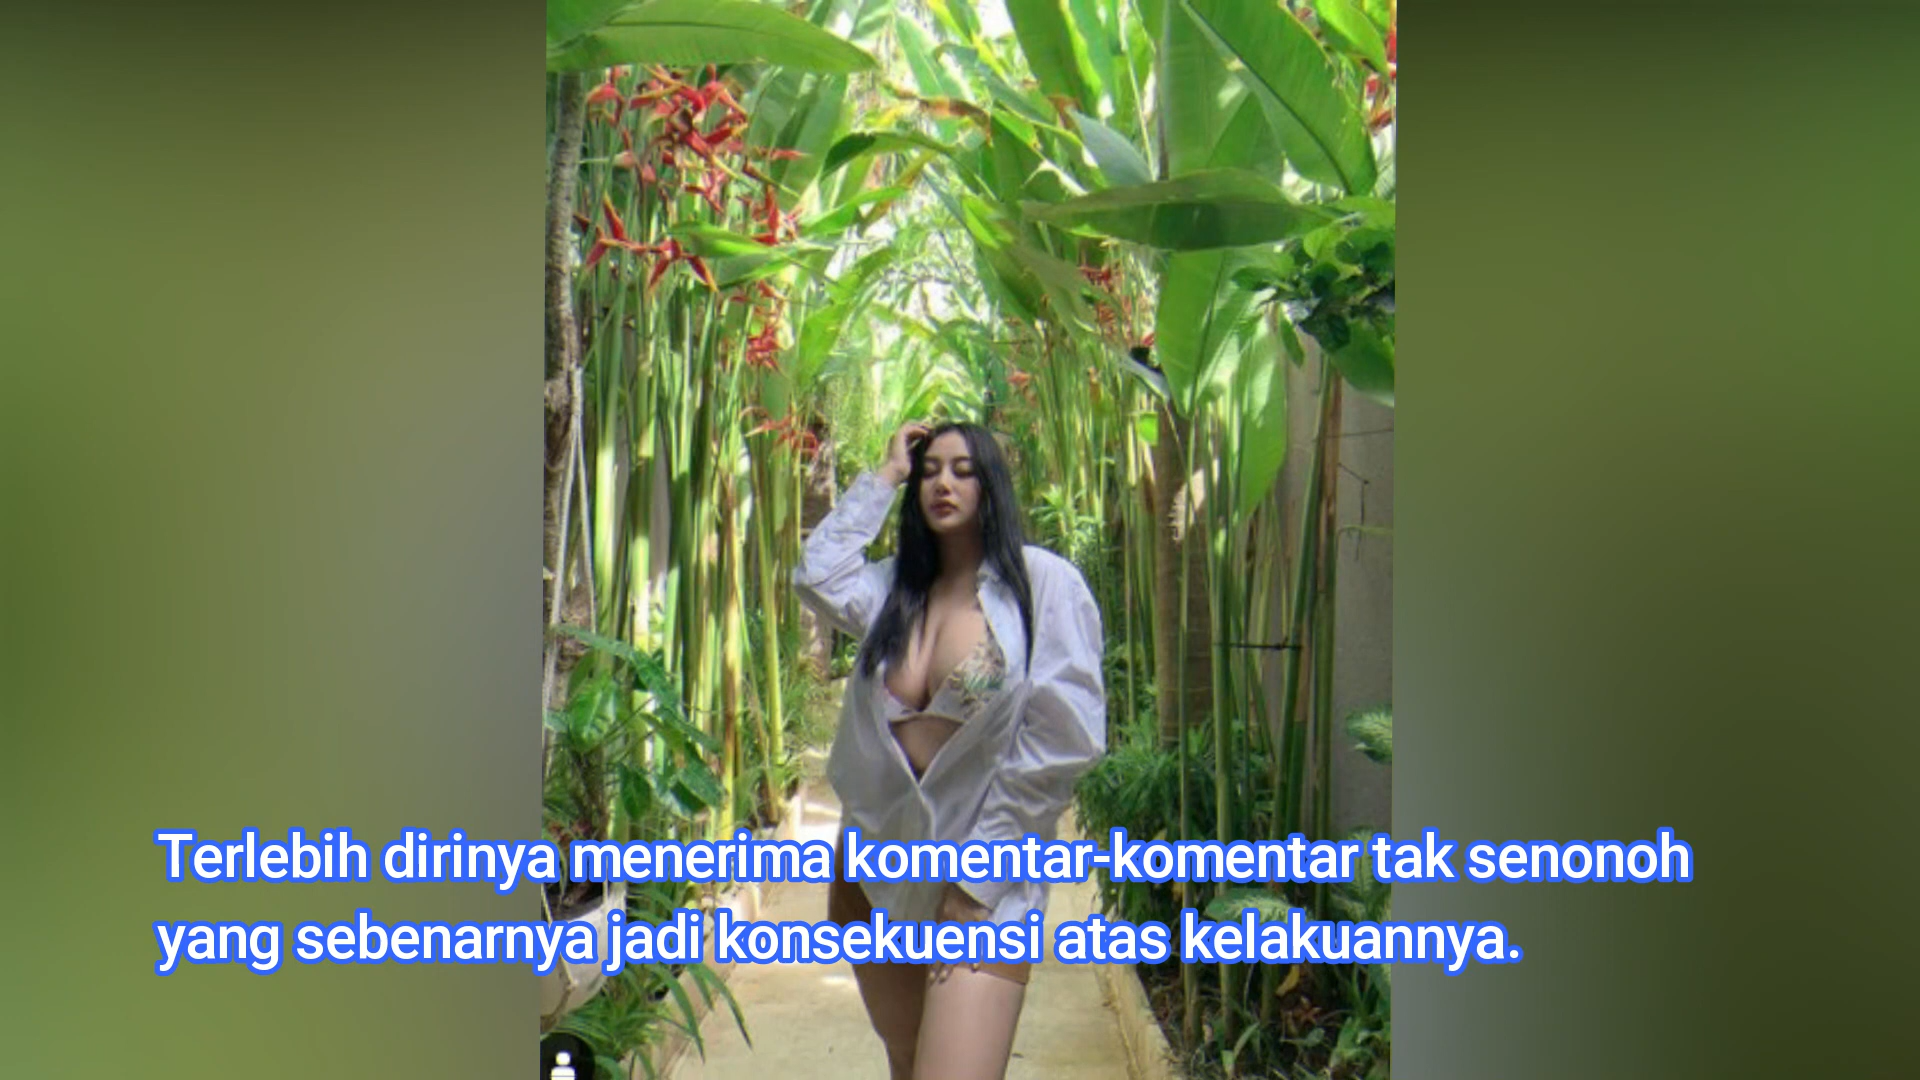 Terlebih dirinya menerima komentar-komentar tak senonoh
yang sebenarnya jadi konsekuensi atas kelakuannya.